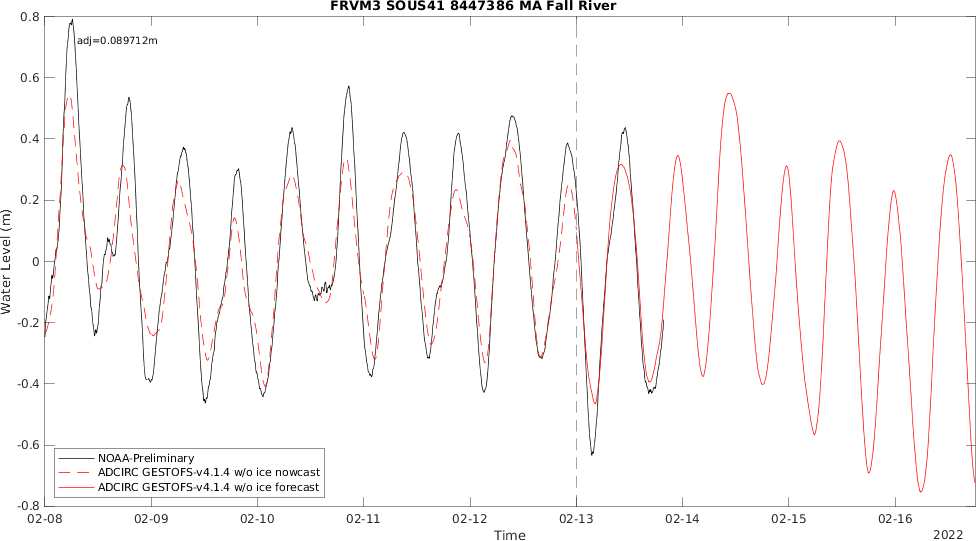 FRVM3 SOUS41 8447386 MA Fall River
adj=0.089712m
Water Level (m)
0.8
0.6
0.4
0.2
0
-0.2
-0.4
-0.6
-0.8
NOAA-Preliminary
ADCIRC GESTOFS-v4.1.4 w/o ice nowcast
ADCIRC GESTOFS-v4.1.4 w/o ice forecast
02-08 02-09 02-10 02-11 02-12 02-13 02-14 02-15 02-16
Time
2022